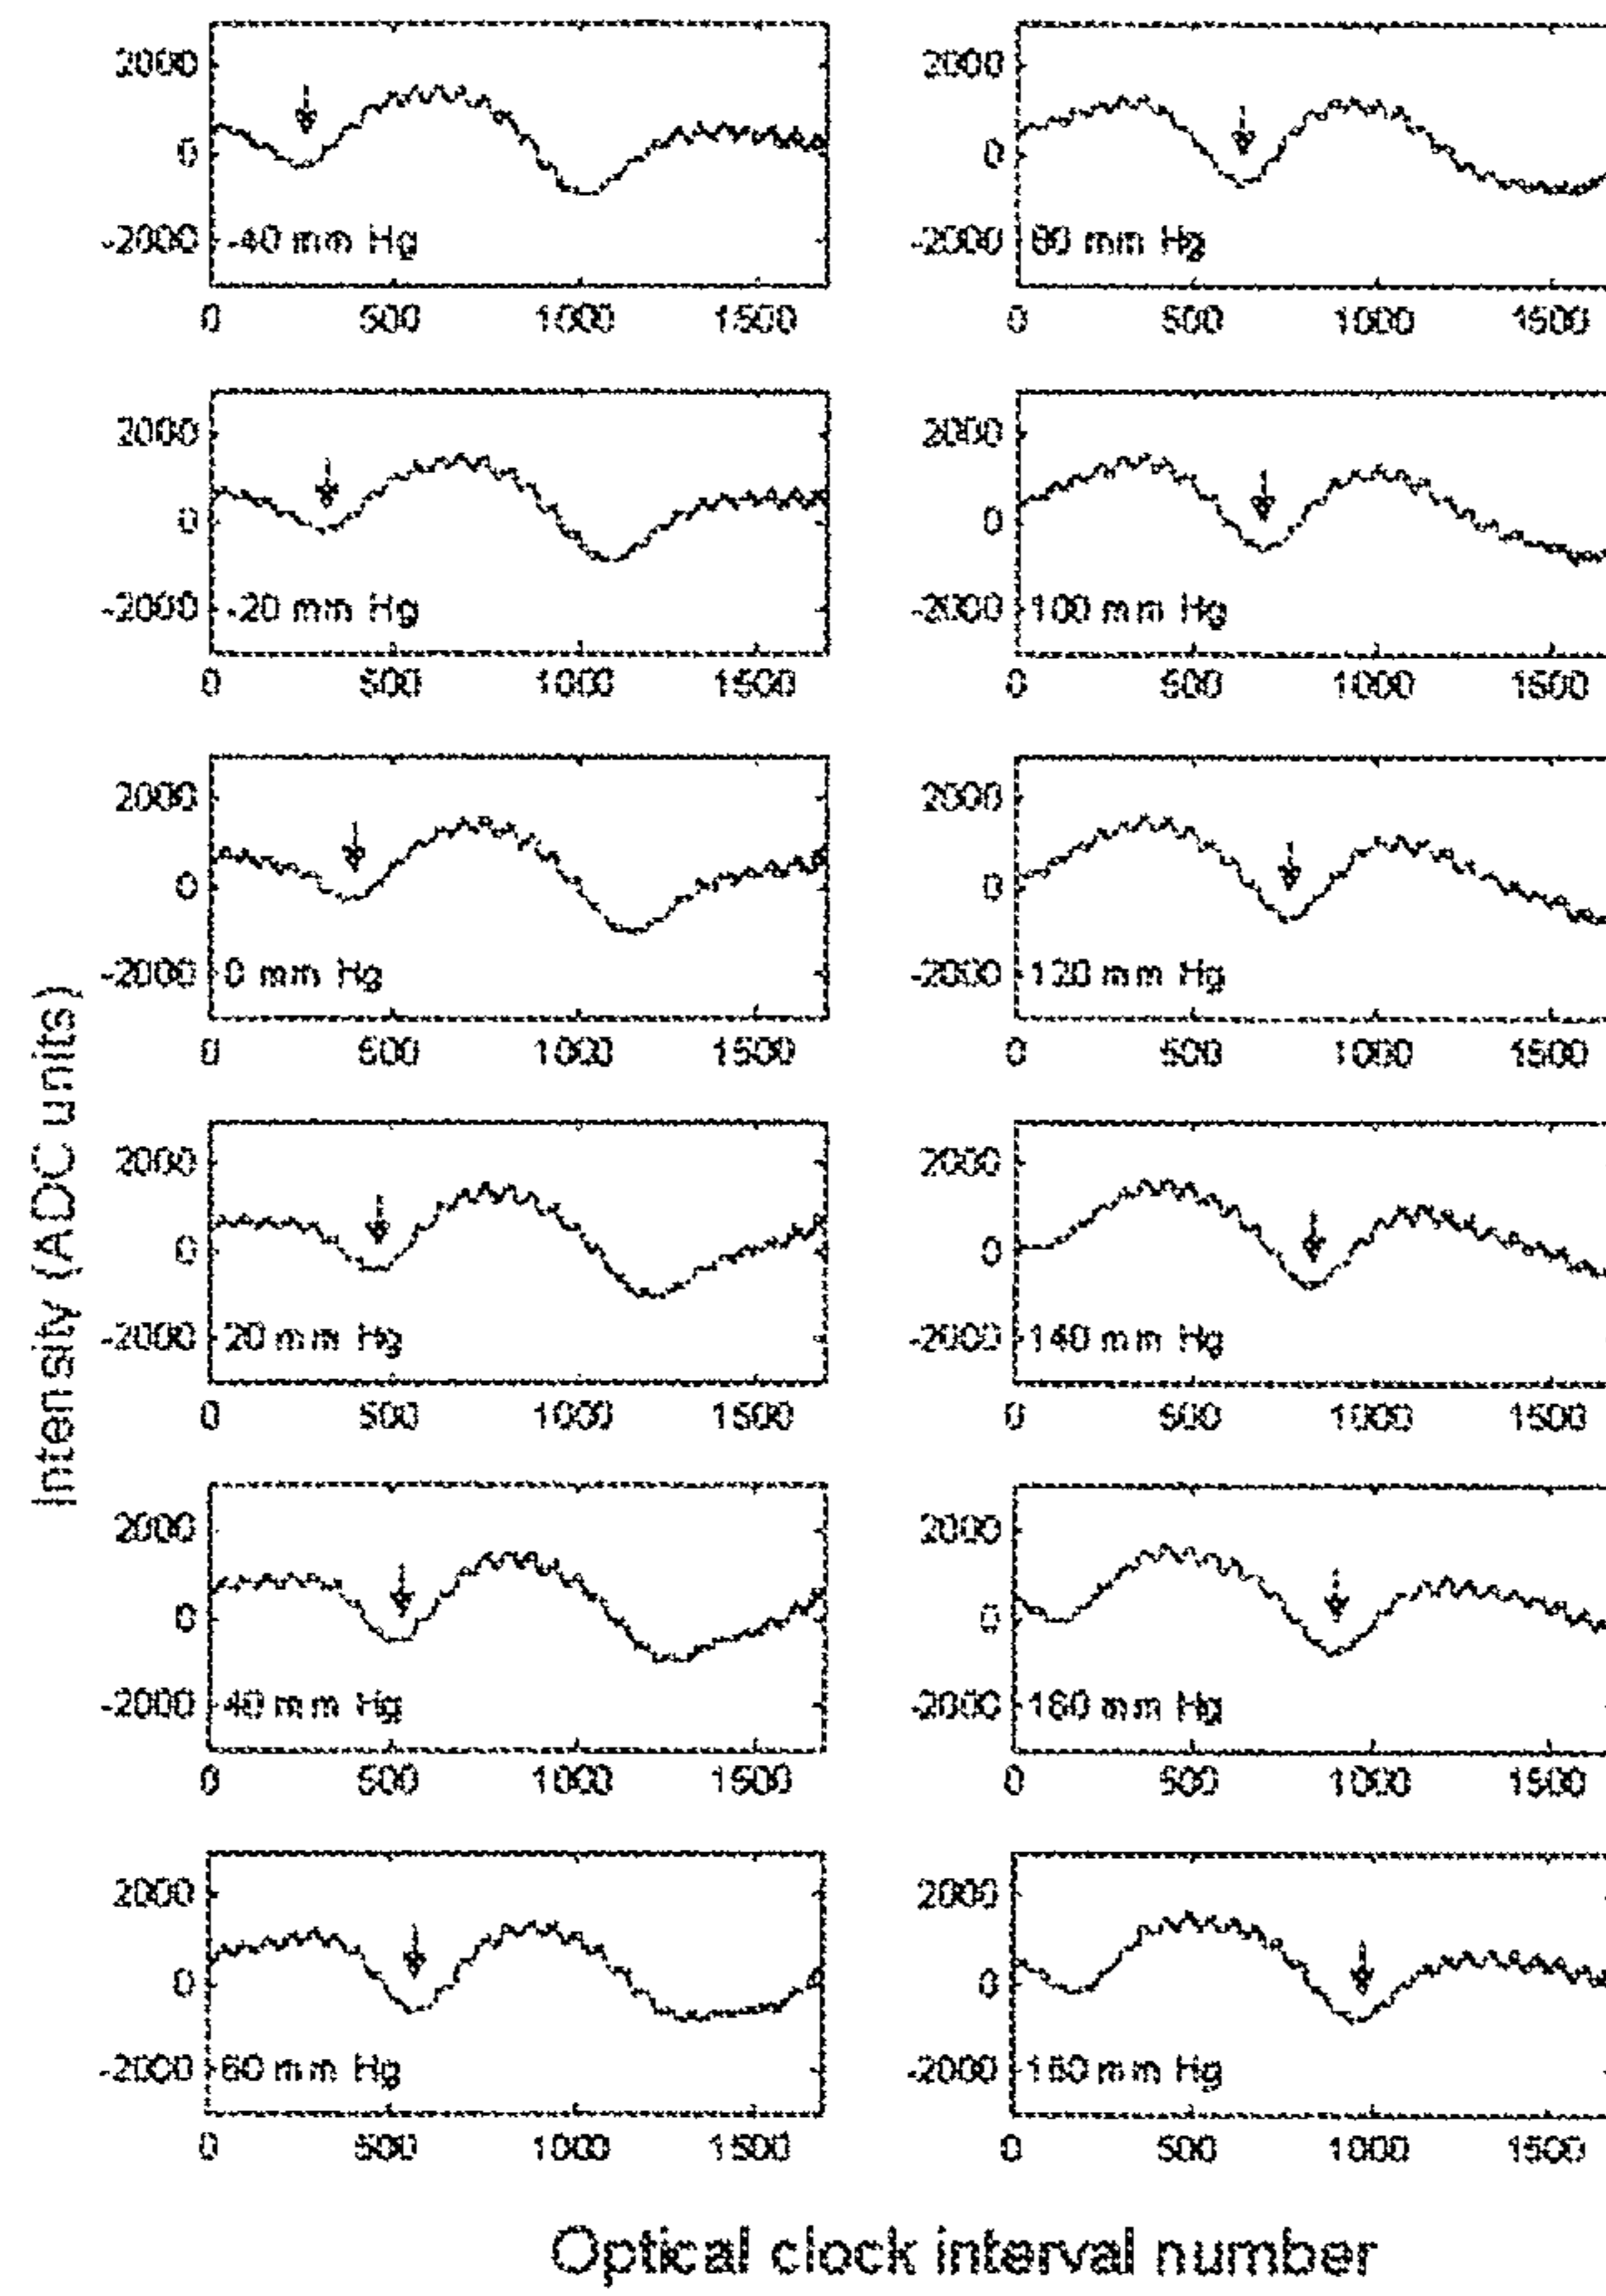 2000 2000
0 0
-2000 -40 mm Hg -2000 80 mm Hg
0 500 1000 1500 0 500 1000 1500
2000 2000
0 0
-2000 -20 mm Hg -2000 100 mm Hg
0 500 1000 1500 0 500 1000 1500
2000 2000
0 0
-2000 0 mm Hg -2000 120 mm Hg
0 500 1000 1500 0 500 1000 1500
2000 2000
0 0
-2000 20 mm Hg -2000 140 mm Hg
0 500 1000 1500 0 500 1000 1500
2000 2000
0 0
-2000 40 mm Hg -2000 160 mm Hg
0 500 1000 1500 0 500 1000 1500
2000 2000
0 0
-2000 60 mm Hg -2000 mm Hg
0 500 1000 1500 0 500 1000 1500
Intensity (ADC units)
Optical clock interval number